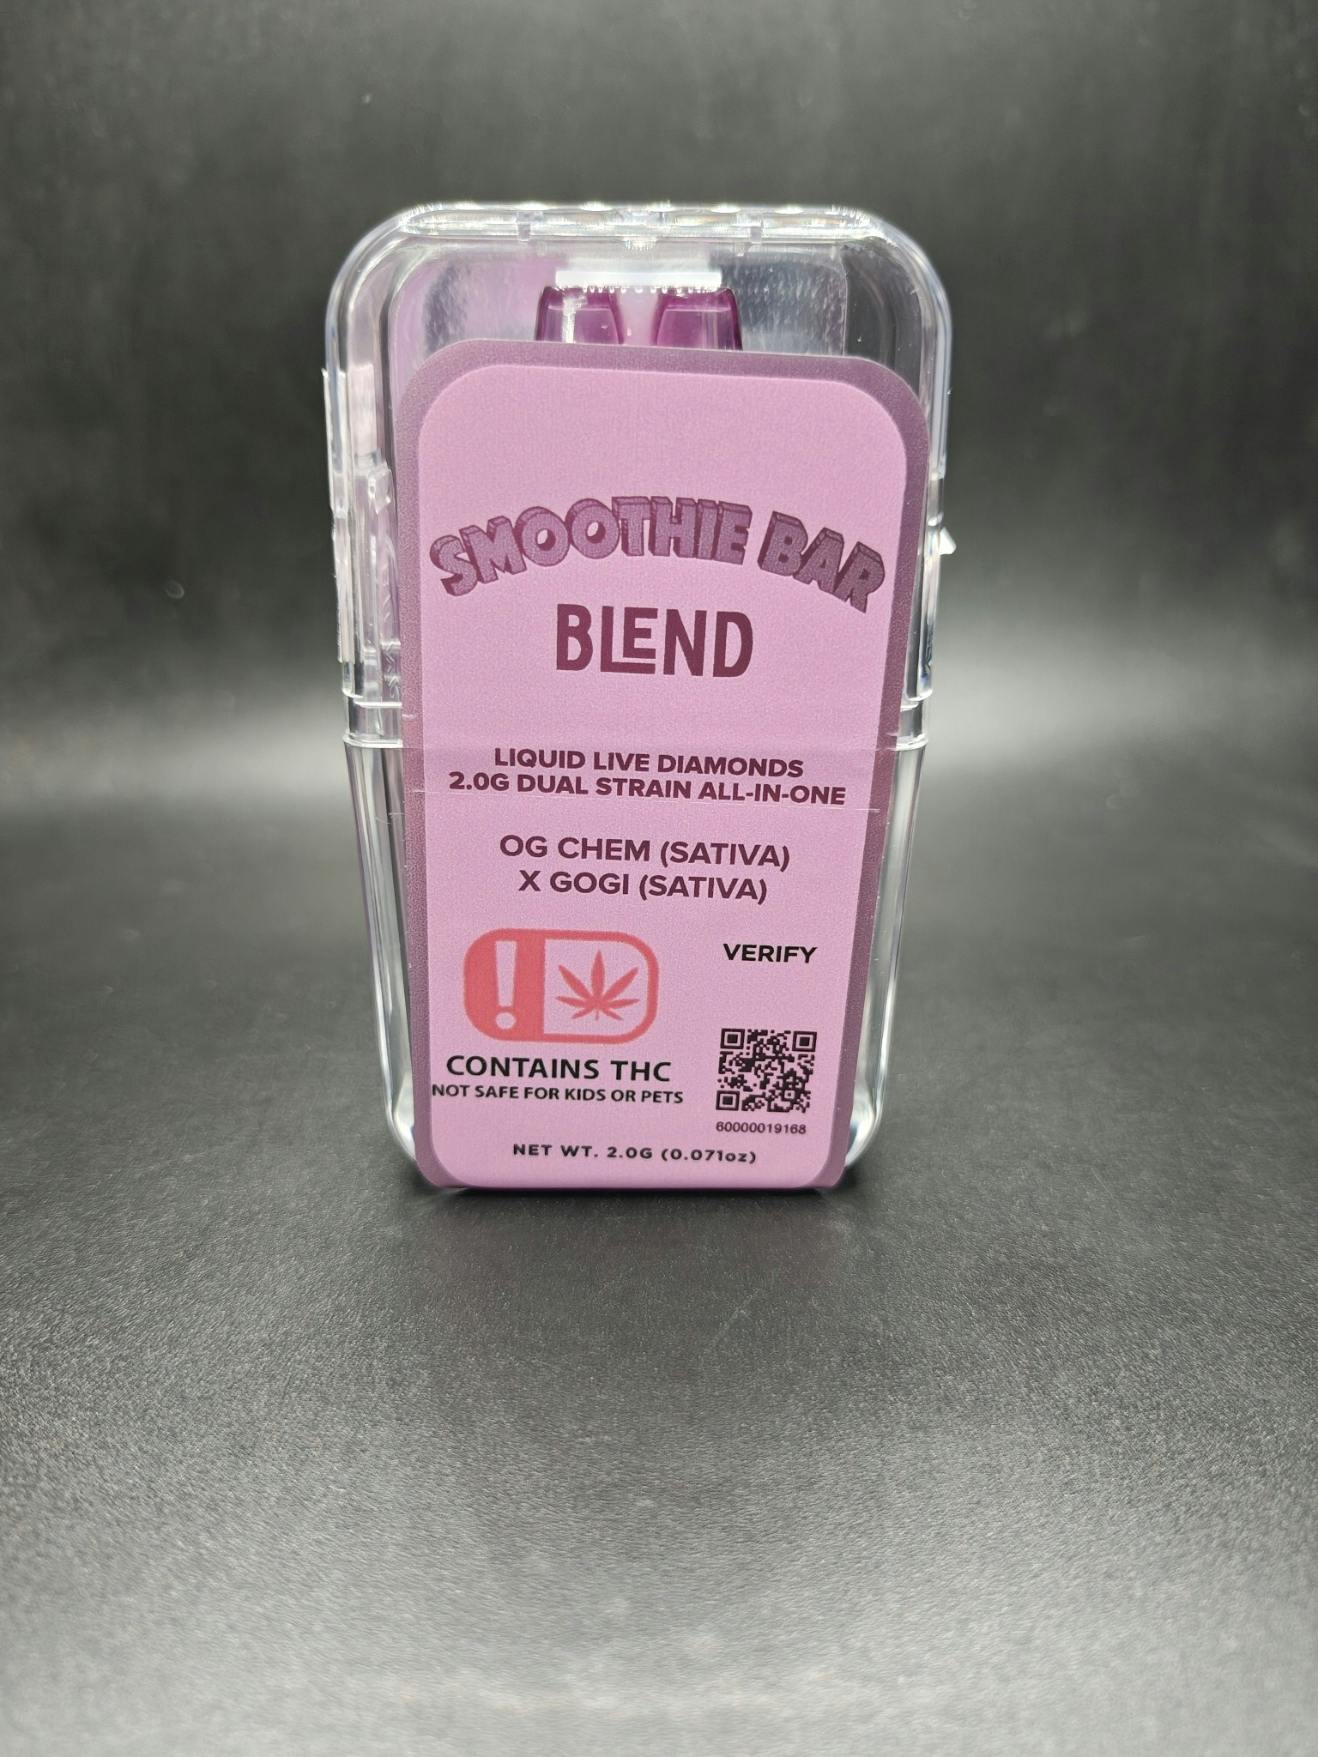 SMOOTHIE BAR
BLEND
LIQUID LIVE DIAMONDS
2.0G DUAL STRAIN ALL-IN-ONE
OG CHEM (SATIVA)
X GOGI (SATIVA)
!
VERIFY
CONTAINS THC
NOT SAFE FOR KIDS OR PETS
60000019168
NET WT. 2.0G (0.071oz)